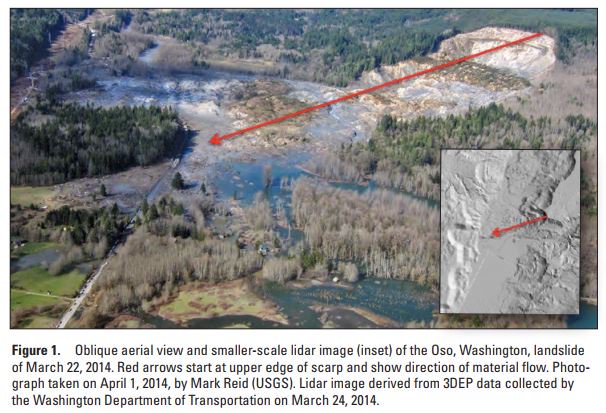 Figure 1. Oblique aerial view and smaller-scale lidar image (inset) of the Oso, Washington, landslide
of March 22, 2014. Red arrows start at upper edge of scarp and show direction of material flow. Photo-
graph taken on April 1, 2014, by Mark Reid (USGS). Lidar image derived from 3DEP data collected by
the Washington Department of Transportation on March 24, 2014.